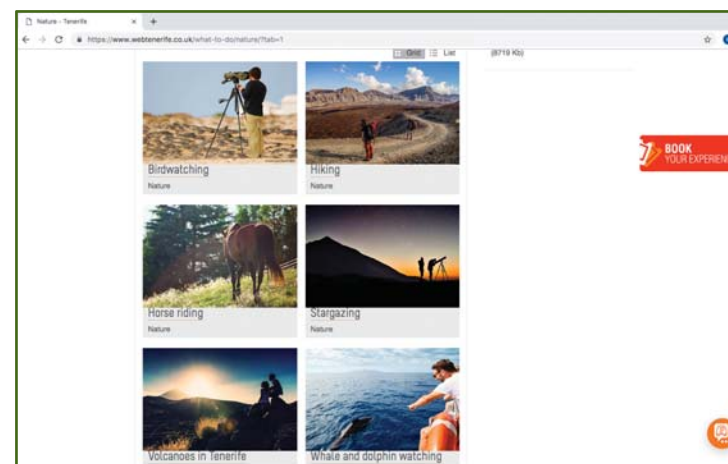 Nature - Tenerife
https://www.webtenerife.co.uk/what-to-do/nature/?tab=1
Grid List (8719 Kb)
BOOK
YOUR EXPERIEN
Birdwatching Hiking
Nature Nature
Horse riding Stargazing
Nature Nature
Volcanoes in Tenerife Whale and dolphin watching